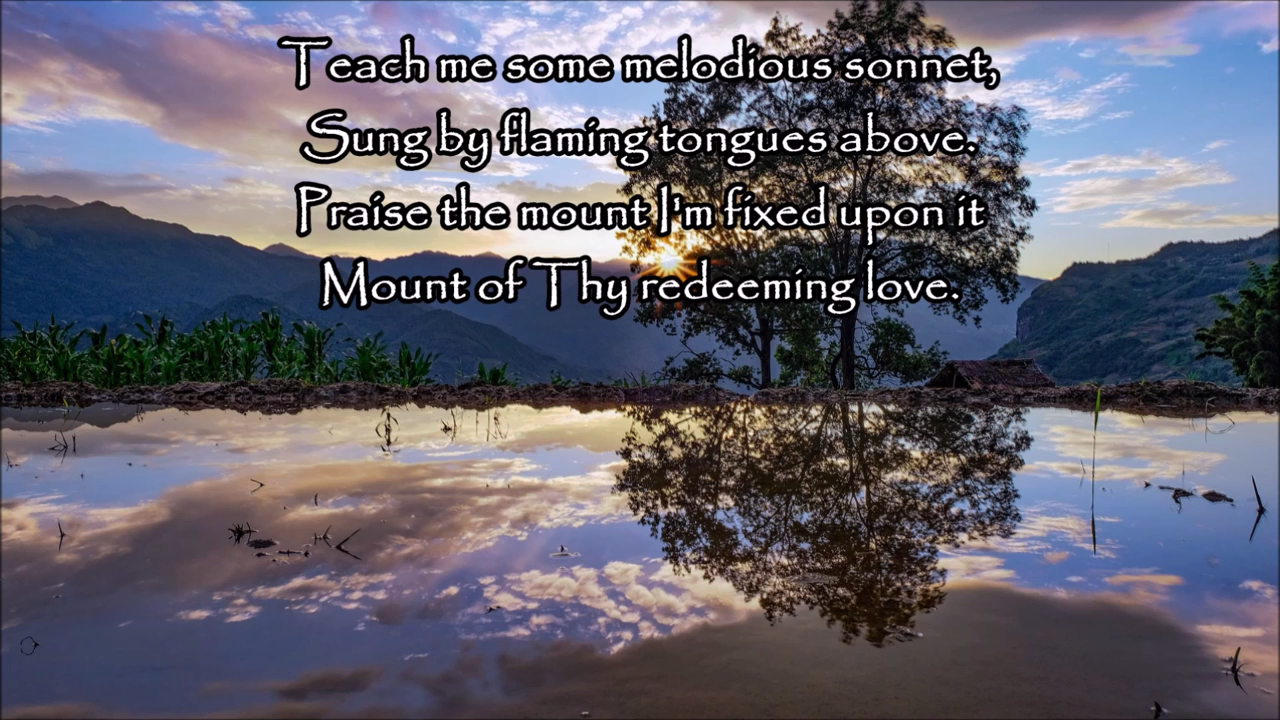 Teach me some melodious sonnet,
Sung by flaming tongues above.
Praise the mount I'm fixed upon it
Mount of Thy redeeming love.